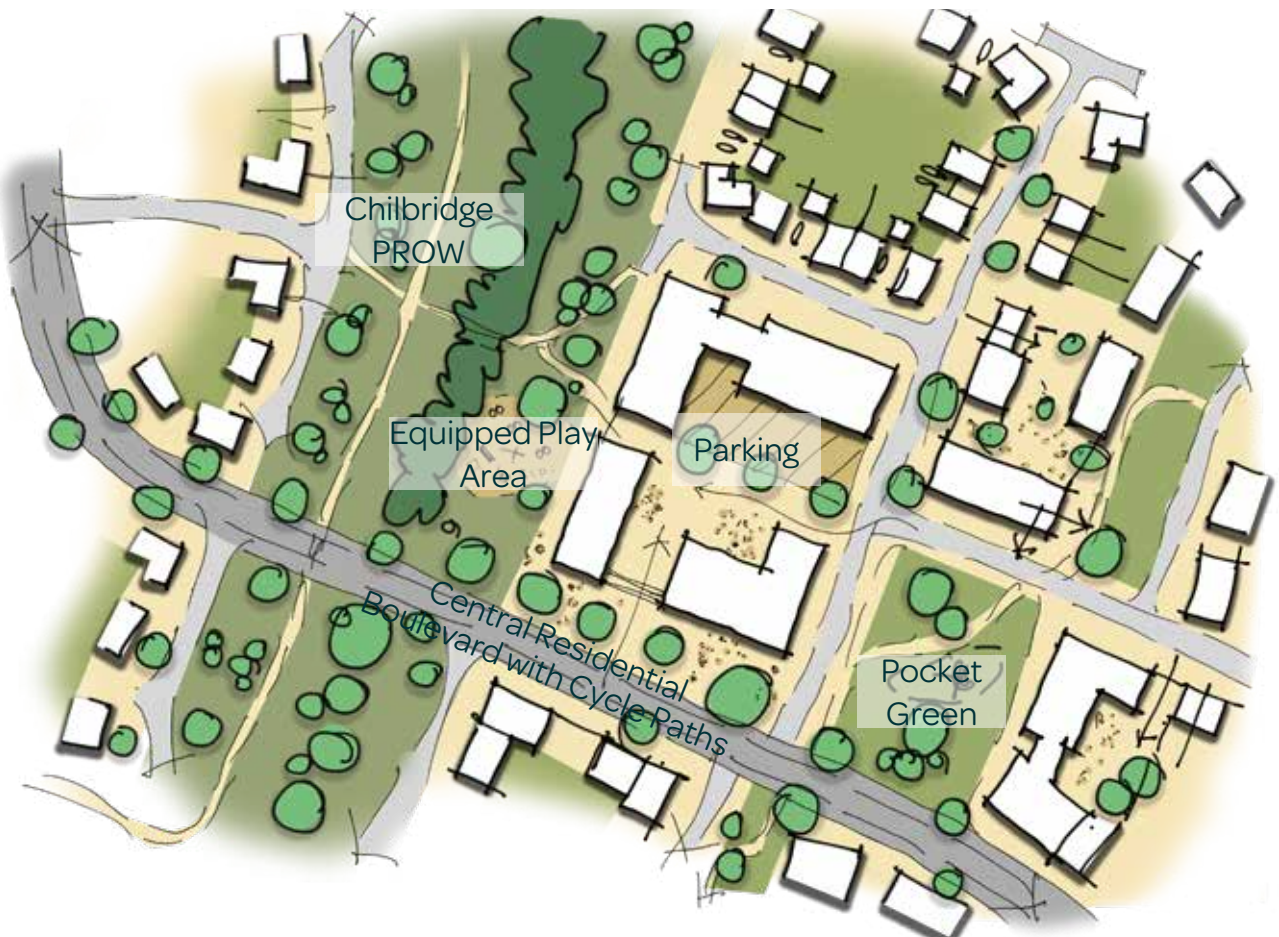 Chilbridge
PROW
Equipped Play
Area
Parking
Central Residential
Boulevard with Cycle Paths
Pocket
Green